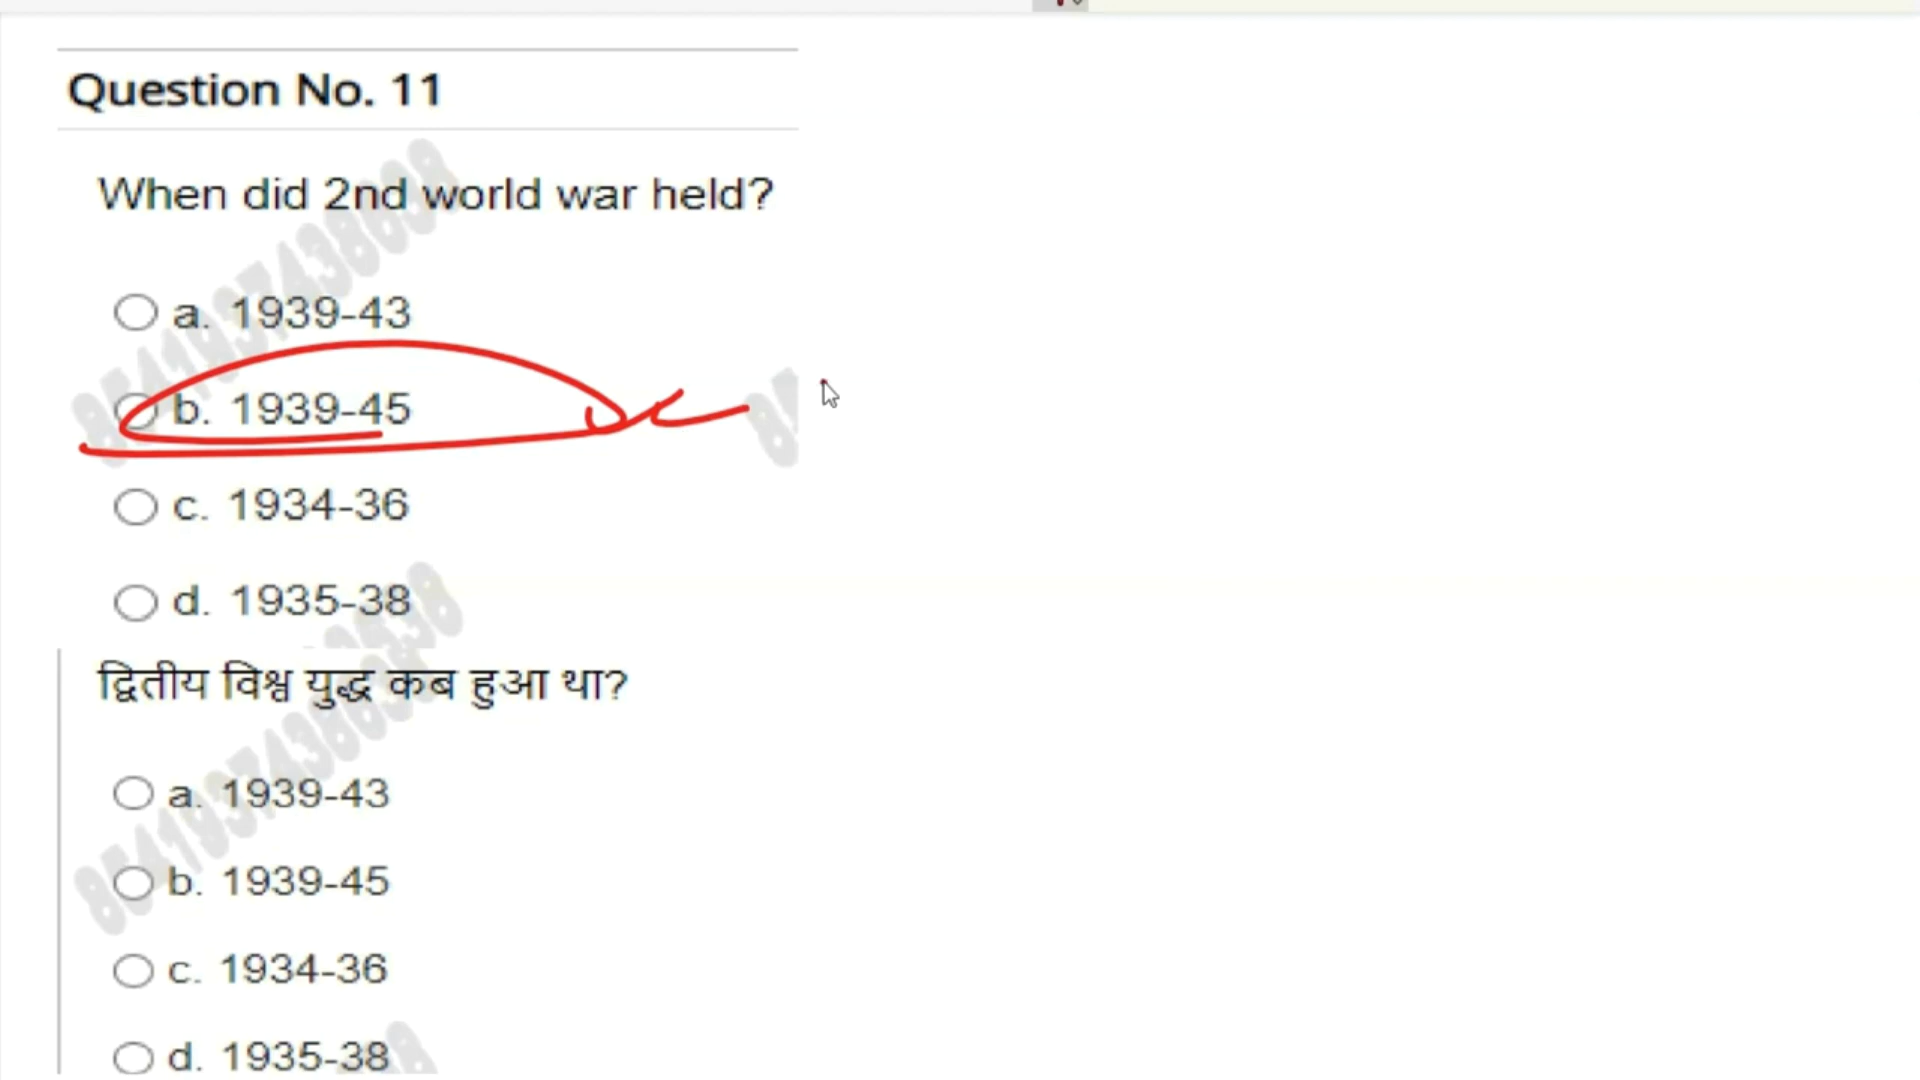 Question No. 11
When did 2nd world war held?
a. 1939-43
b. 1939-45
c. 1934-36
d. 1935-38
द्वितीय विश्व युद्ध कब हुआ था?
a. 1939-43
b. 1939-45
c. 1934-36
d. 1935-38